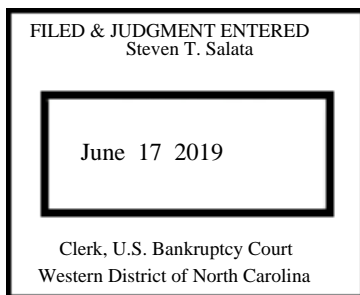 FILED & JUDGMENT ENTERED
Steven T. Salata
June 17 2019
Clerk, U.S. Bankruptcy Court
Western District of North Carolina